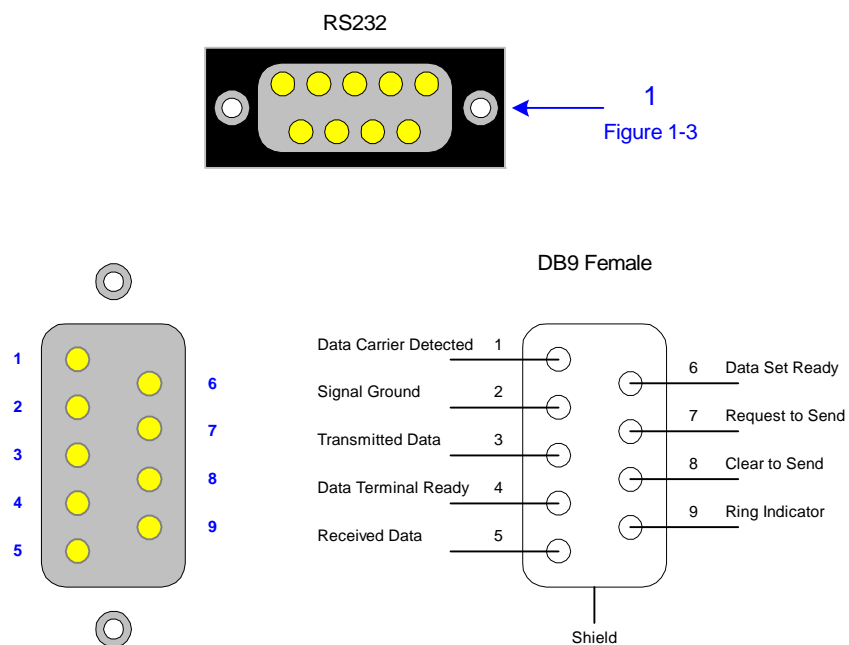 RS232
1
Figure 1-3
DB9 Female
1
2
3
4
5
6
7
8
9
Data Carrier Detected 1
Signal Ground 2
Transmitted Data 3
Data Terminal Ready 4
Received Data 5
6 Data Set Ready
7 Request to Send
8 Clear to Send
9 Ring Indicator
Shield